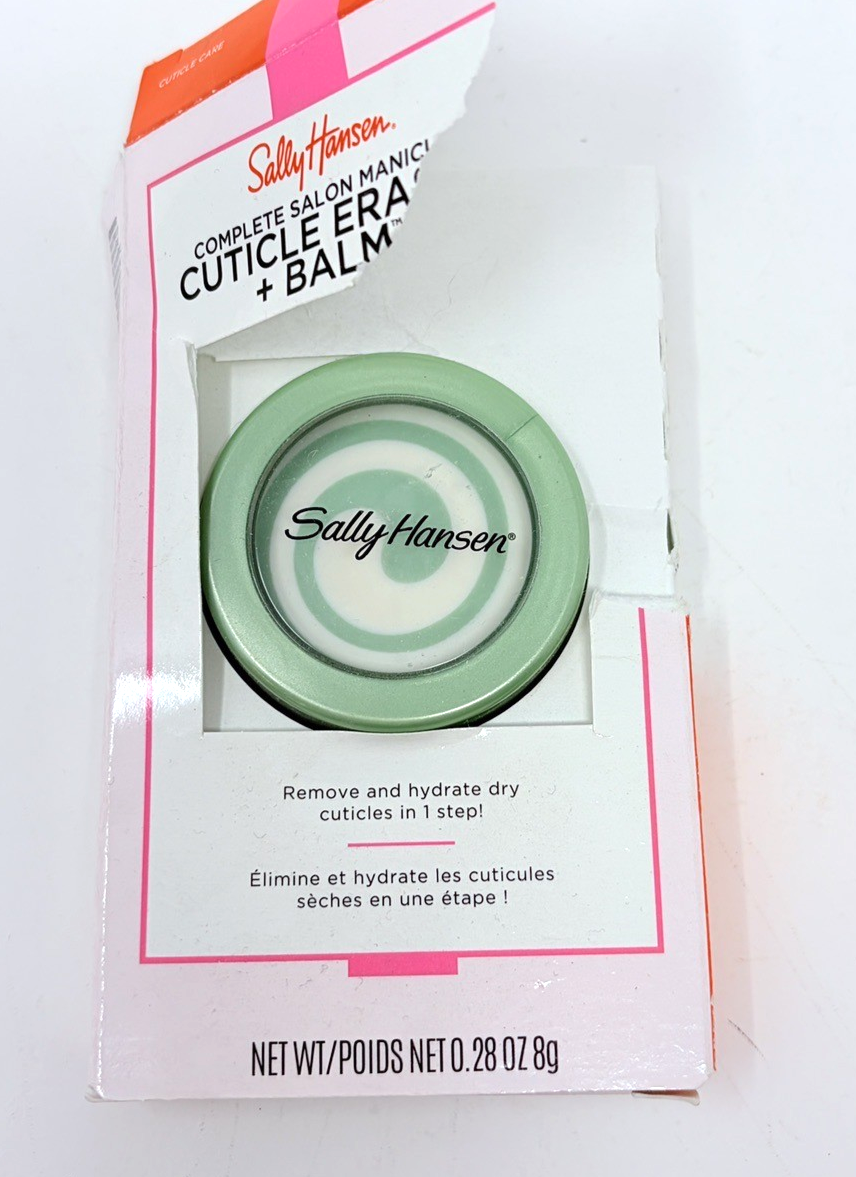 CUTICLE CARE
Sally Hansen®
COMPLETE SALON MANIC
CUTICLE ERA
+ BALM™
Sally Hansen®
Remove and hydrate dry
cuticles in 1 step!
Élimine et hydrate les cuticules
sèches en une étape !
NET WT/POIDS NET 0.28 OZ 8g